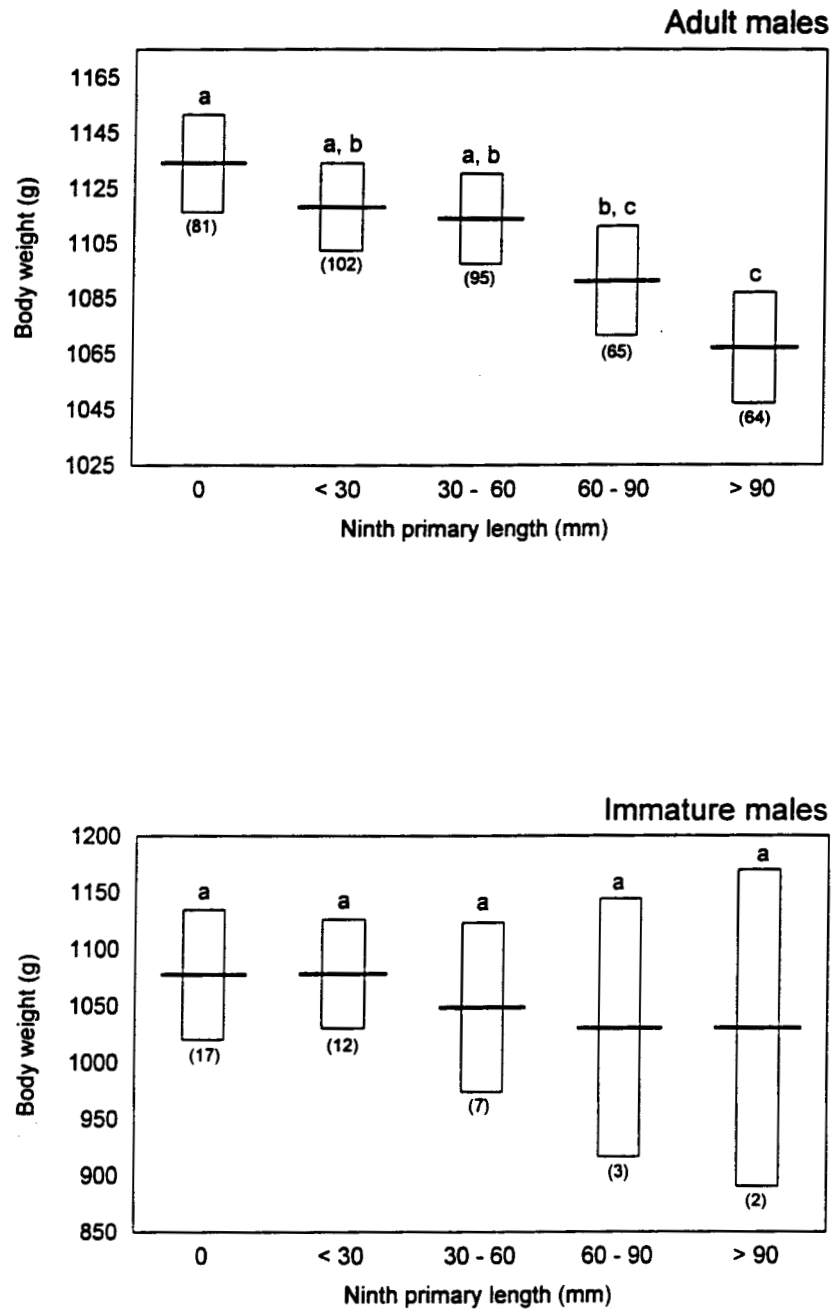 Adult males
1165
1145
1125
1105
1085
1065
1045
1025
Body weight (g)
a
a, b
a, b
b, c
c
(81)
(102)
(95)
(65)
(64)
0 < 30 30 - 60 60 - 90 > 90
Ninth primary length (mm)
Immature males
1200
1150
1100
1050
1000
950
900
850
Body weight (g)
a
a
a
a
a
(17)
(12)
(7)
(3)
(2)
0 < 30 30 - 60 60 - 90 > 90
Ninth primary length (mm)